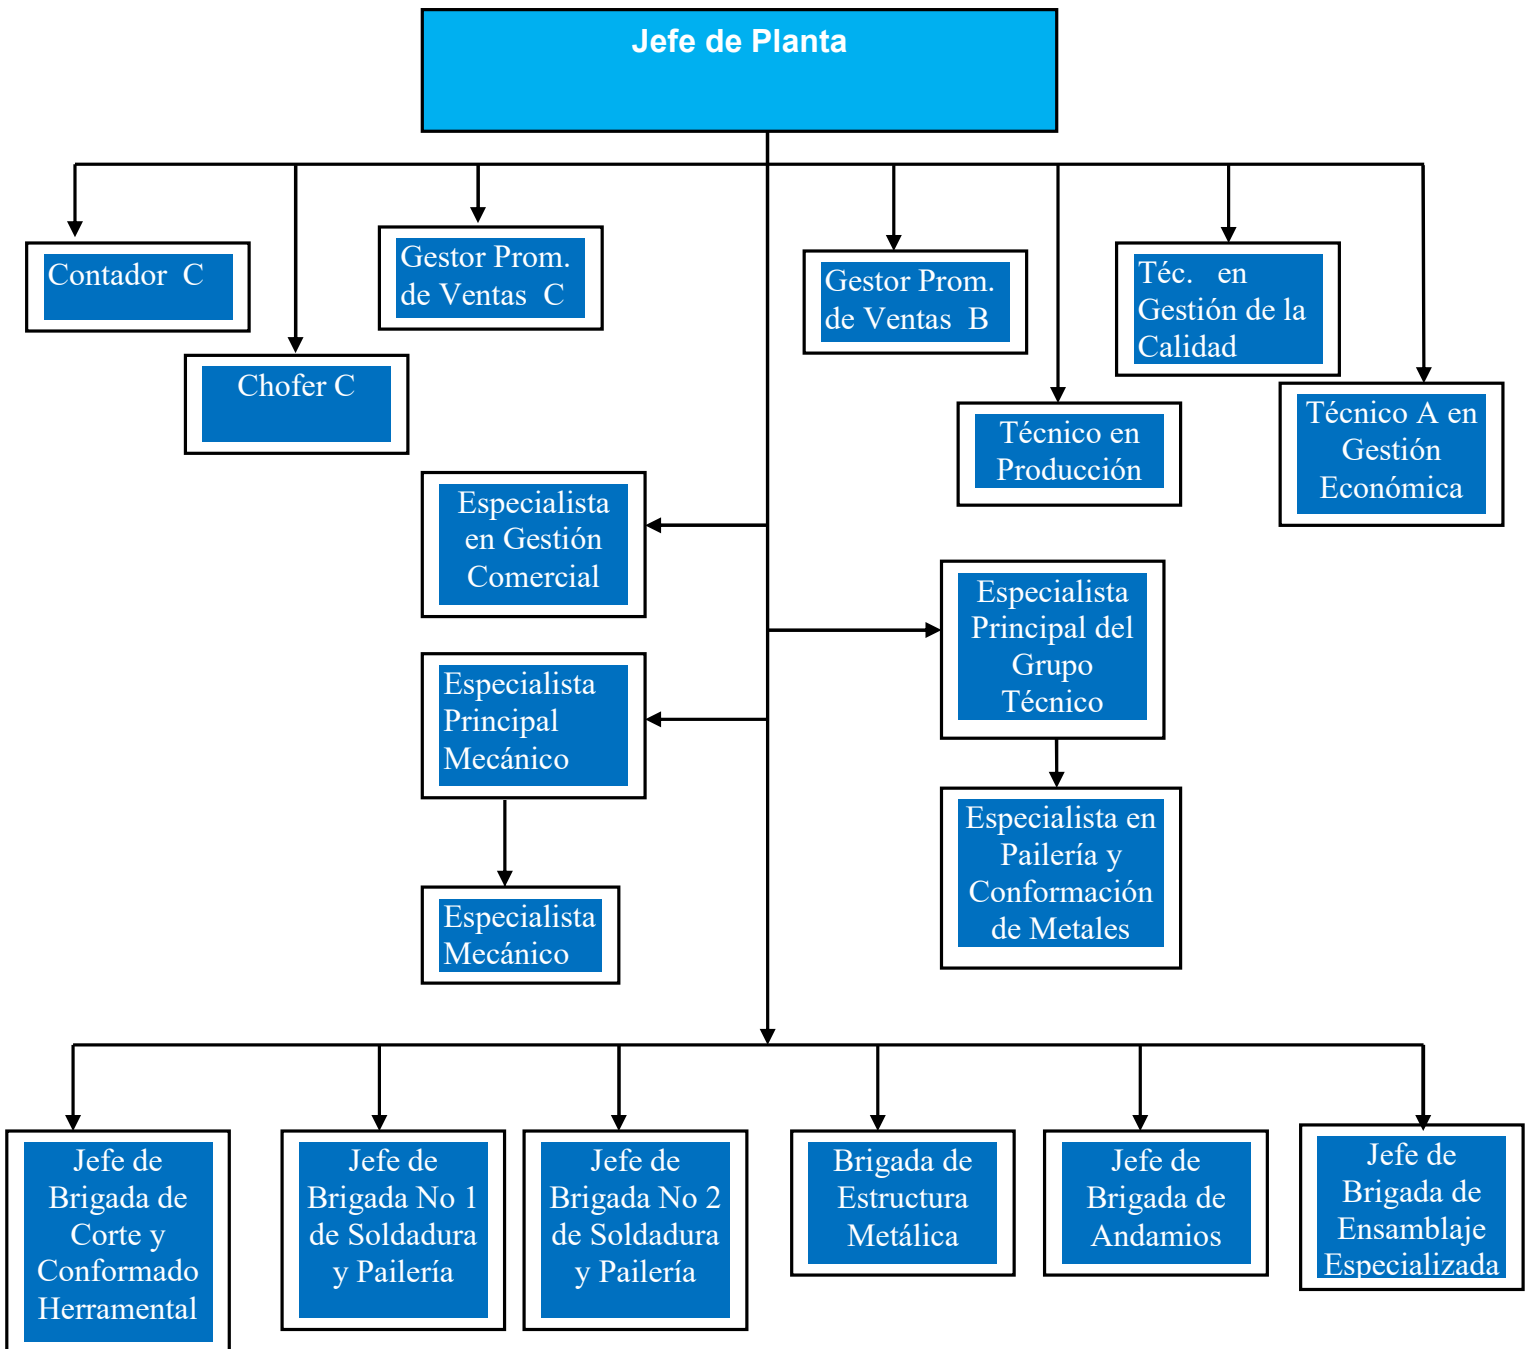 Jefe de Planta
Contador C
Chofer C
Gestor Prom.
de Ventas C
Gestor Prom.
de Ventas B
Técnico en
Producción
Téc. en
Gestión de la
Calidad
Técnico A en
Gestión
Económica
Especialista
en Gestión
Comercial
Especialista
Principal del
Grupo
Técnico
Especialista
Principal
Mecánico
Especialista en
Pailería y
Conformación
de Metales
Especialista
Mecánico
Jefe de
Brigada de
Corte y
Conformado
Herramental
Jefe de
Brigada No 1
de Soldadura
y Pailería
Jefe de
Brigada No 2
de Soldadura
y Pailería
Brigada de
Estructura
Metálica
Jefe de
Brigada de
Andamios
Jefe de
Brigada de
Ensamblaje
Especializada